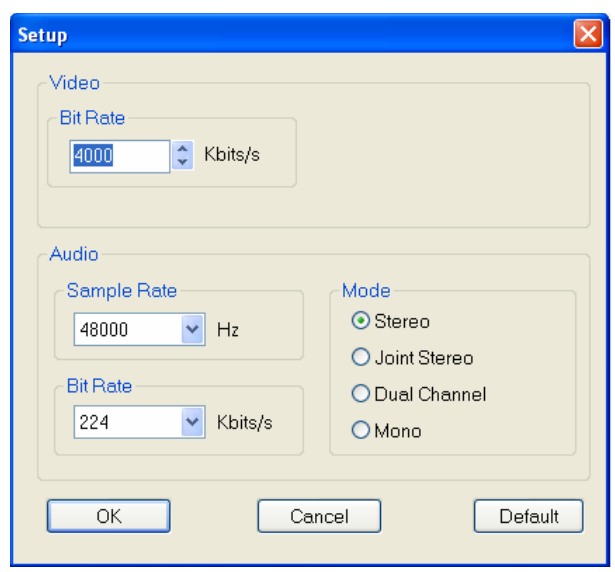 Setup
Video
Bit Rate
4000 Kbits/s
Audio
Sample Rate
48000 Hz
Bit Rate
224 Kbits/s
Mode
Stereo
Joint Stereo
Dual Channel
Mono
OK
Cancel
Default